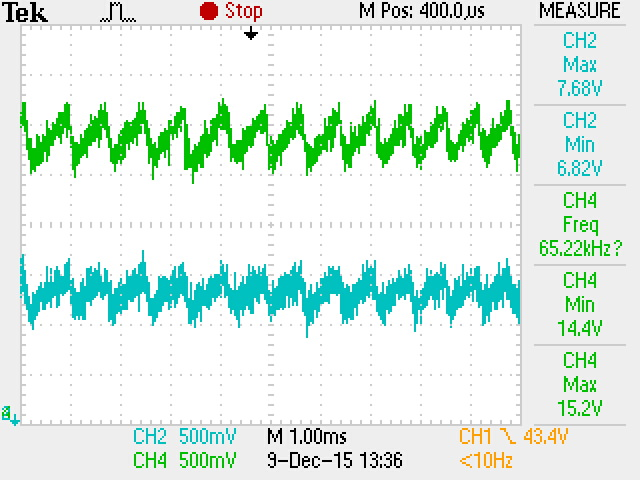 Tek Stop M Pos: 400.0µs MEASURE
CH2
Max
7.68V
CH2
Min
6.82V
CH4
Freq
65.22kHz?
CH4
Min
14.4V
CH4
Max
15.2V
CH2 500mV M 1.00ms CH1 43.4V
CH4 500mV 9-Dec-15 13:36 <10Hz